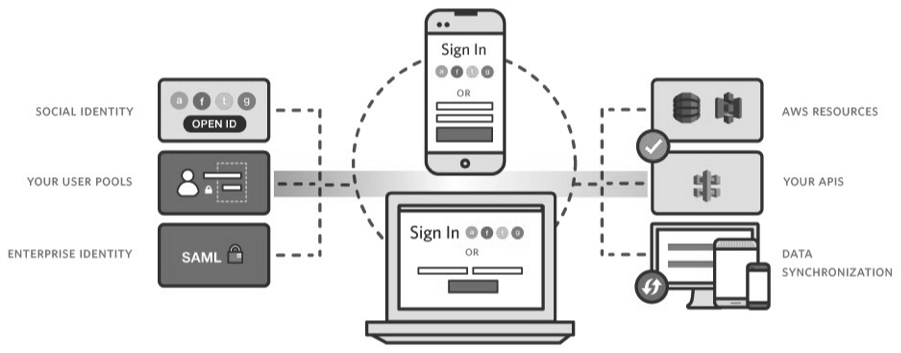 SOCIAL IDENTITY
a f t g
OPEN ID
YOUR USER POOLS
ENTERPRISE IDENTITY
SAML
Sign In
a f t g
OR
Sign In a f t g
OR
AWS RESOURCES
YOUR APIS
DATA
SYNCHRONIZATION